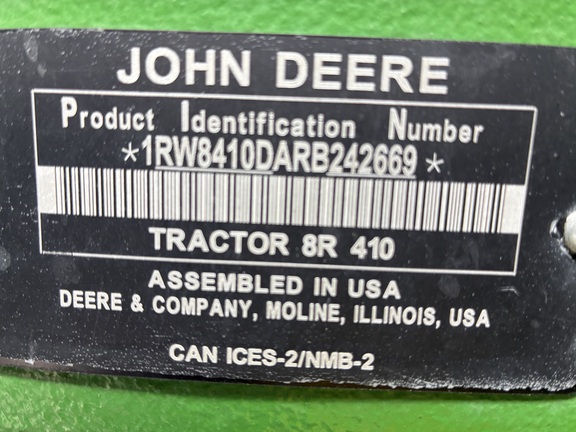 JOHN DEERE
Product Identification Number
*1RW8410DARB242669*
TRACTOR 8R 410
ASSEMBLED IN USA
DEERE & COMPANY, MOLINE, ILLINOIS, USA
CAN ICES-2/NMB-2